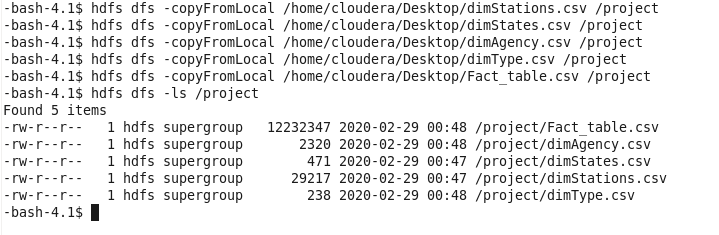 -bash-4.1$ hdfs dfs -copyFromLocal /home/cloudera/Desktop/dimStations.csv /project
-bash-4.1$ hdfs dfs -copyFromLocal /home/cloudera/Desktop/dimStates.csv /project
-bash-4.1$ hdfs dfs -copyFromLocal /home/cloudera/Desktop/dimAgency.csv /project
-bash-4.1$ hdfs dfs -copyFromLocal /home/cloudera/Desktop/dimType.csv /project
-bash-4.1$ hdfs dfs -copyFromLocal /home/cloudera/Desktop/Fact_table.csv /project
-bash-4.1$ hdfs dfs -ls /project
Found 5 items
-rw-r--r--   1 hdfs supergroup   12232347 2020-02-29 00:48 /project/Fact_table.csv
-rw-r--r--   1 hdfs supergroup       2320 2020-02-29 00:48 /project/dimAgency.csv
-rw-r--r--   1 hdfs supergroup        471 2020-02-29 00:47 /project/dimStates.csv
-rw-r--r--   1 hdfs supergroup      29217 2020-02-29 00:47 /project/dimStations.csv
-rw-r--r--   1 hdfs supergroup        238 2020-02-29 00:48 /project/dimType.csv
-bash-4.1$